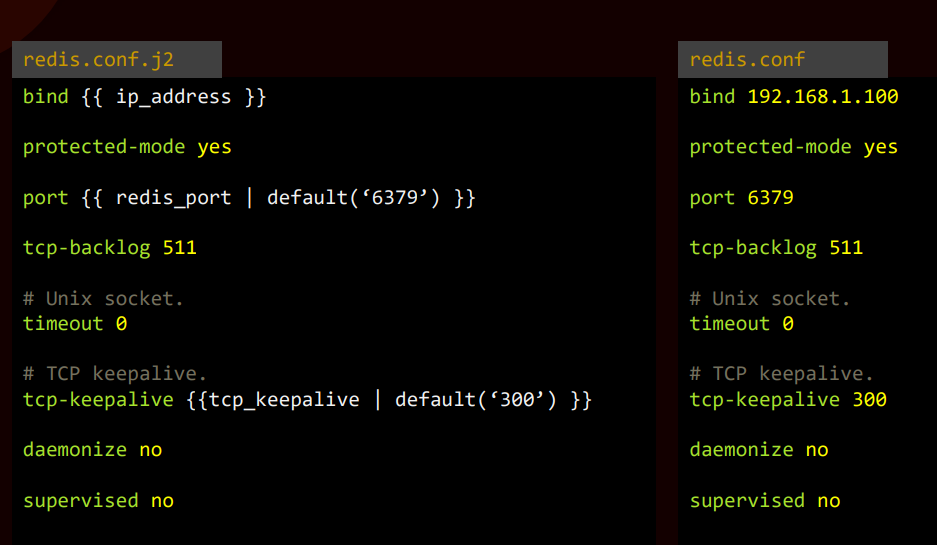 redis.conf.j2
bind {{ ip_address }}
protected-mode yes
port {{ redis_port | default(‘6379’) }}
tcp-backlog 511
# Unix socket.
timeout 0
# TCP keepalive.
tcp-keepalive {{tcp_keepalive | default(‘300’) }}
daemonize no
supervised no
redis.conf
bind 192.168.1.100
protected-mode yes
port 6379
tcp-backlog 511
# Unix socket.
timeout 0
# TCP keepalive.
tcp-keepalive 300
daemonize no
supervised no